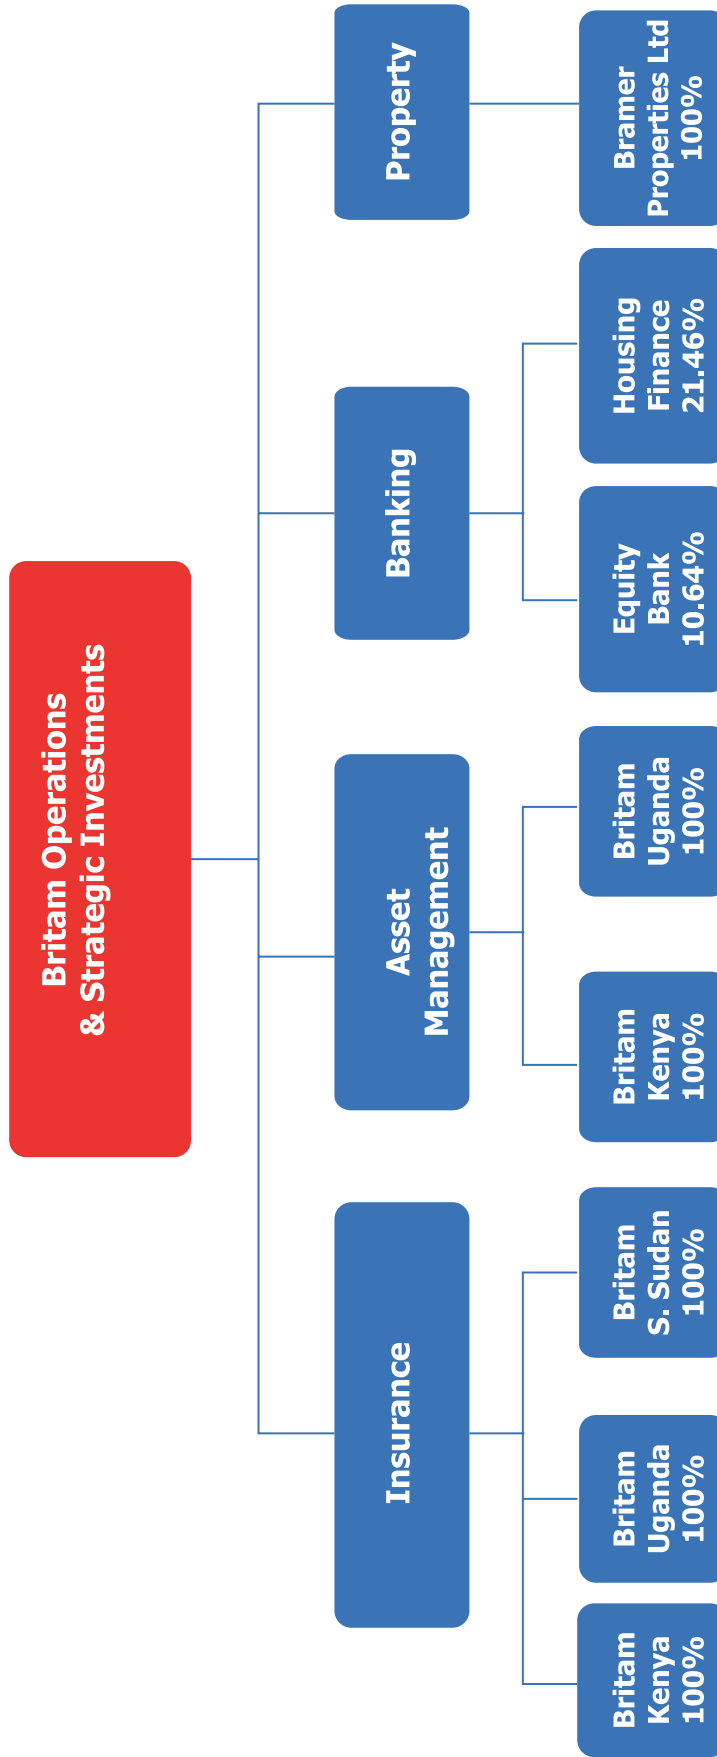 Britam Operations
& Strategic Investments
Insurance
Asset
Management
Banking
Property
Britam
Kenya
100%
Britam
Uganda
100%
Britam
S. Sudan
100%
Britam
Kenya
100%
Britam
Uganda
100%
Equity
Bank
10.64%
Housing
Finance
21.46%
Bramer
Properties Ltd
100%